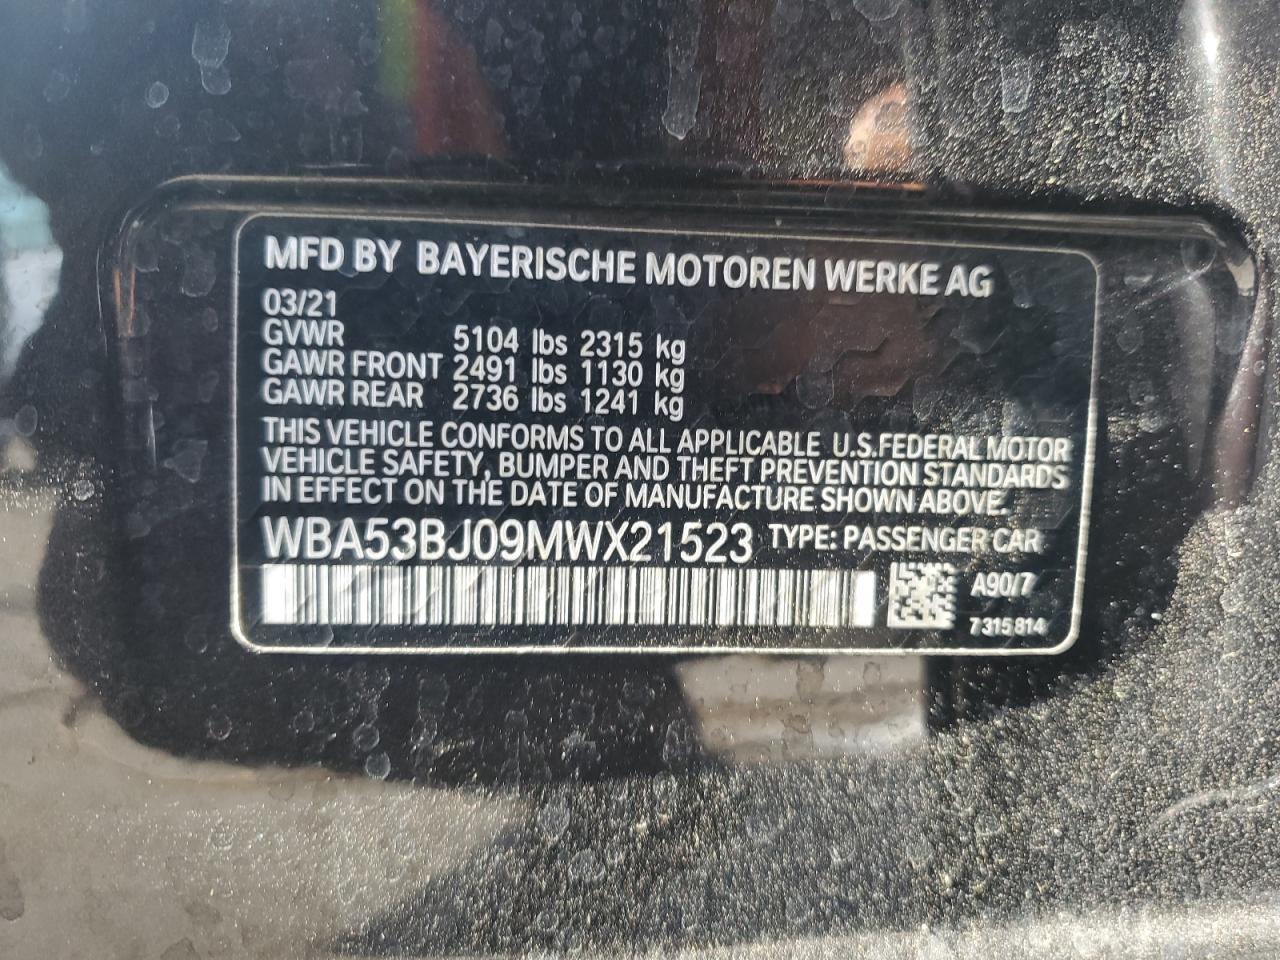 MFD BY BAYERISCHE MOTOREN WERKE AG
03/21
GVWR 5104 lbs 2315 kg
GAWR FRONT 2491 lbs 1130 kg
GAWR REAR 2736 lbs 1241 kg
THIS VEHICLE CONFORMS TO ALL APPLICABLE U.S.FEDERAL MOTOR
VEHICLE SAFETY, BUMPER AND THEFT PREVENTION STANDARDS
IN EFFECT ON THE DATE OF MANUFACTURE SHOWN ABOVE.
WBA53BJ09MWX21523 TYPE: PASSENGER CAR
A90/7
7315814